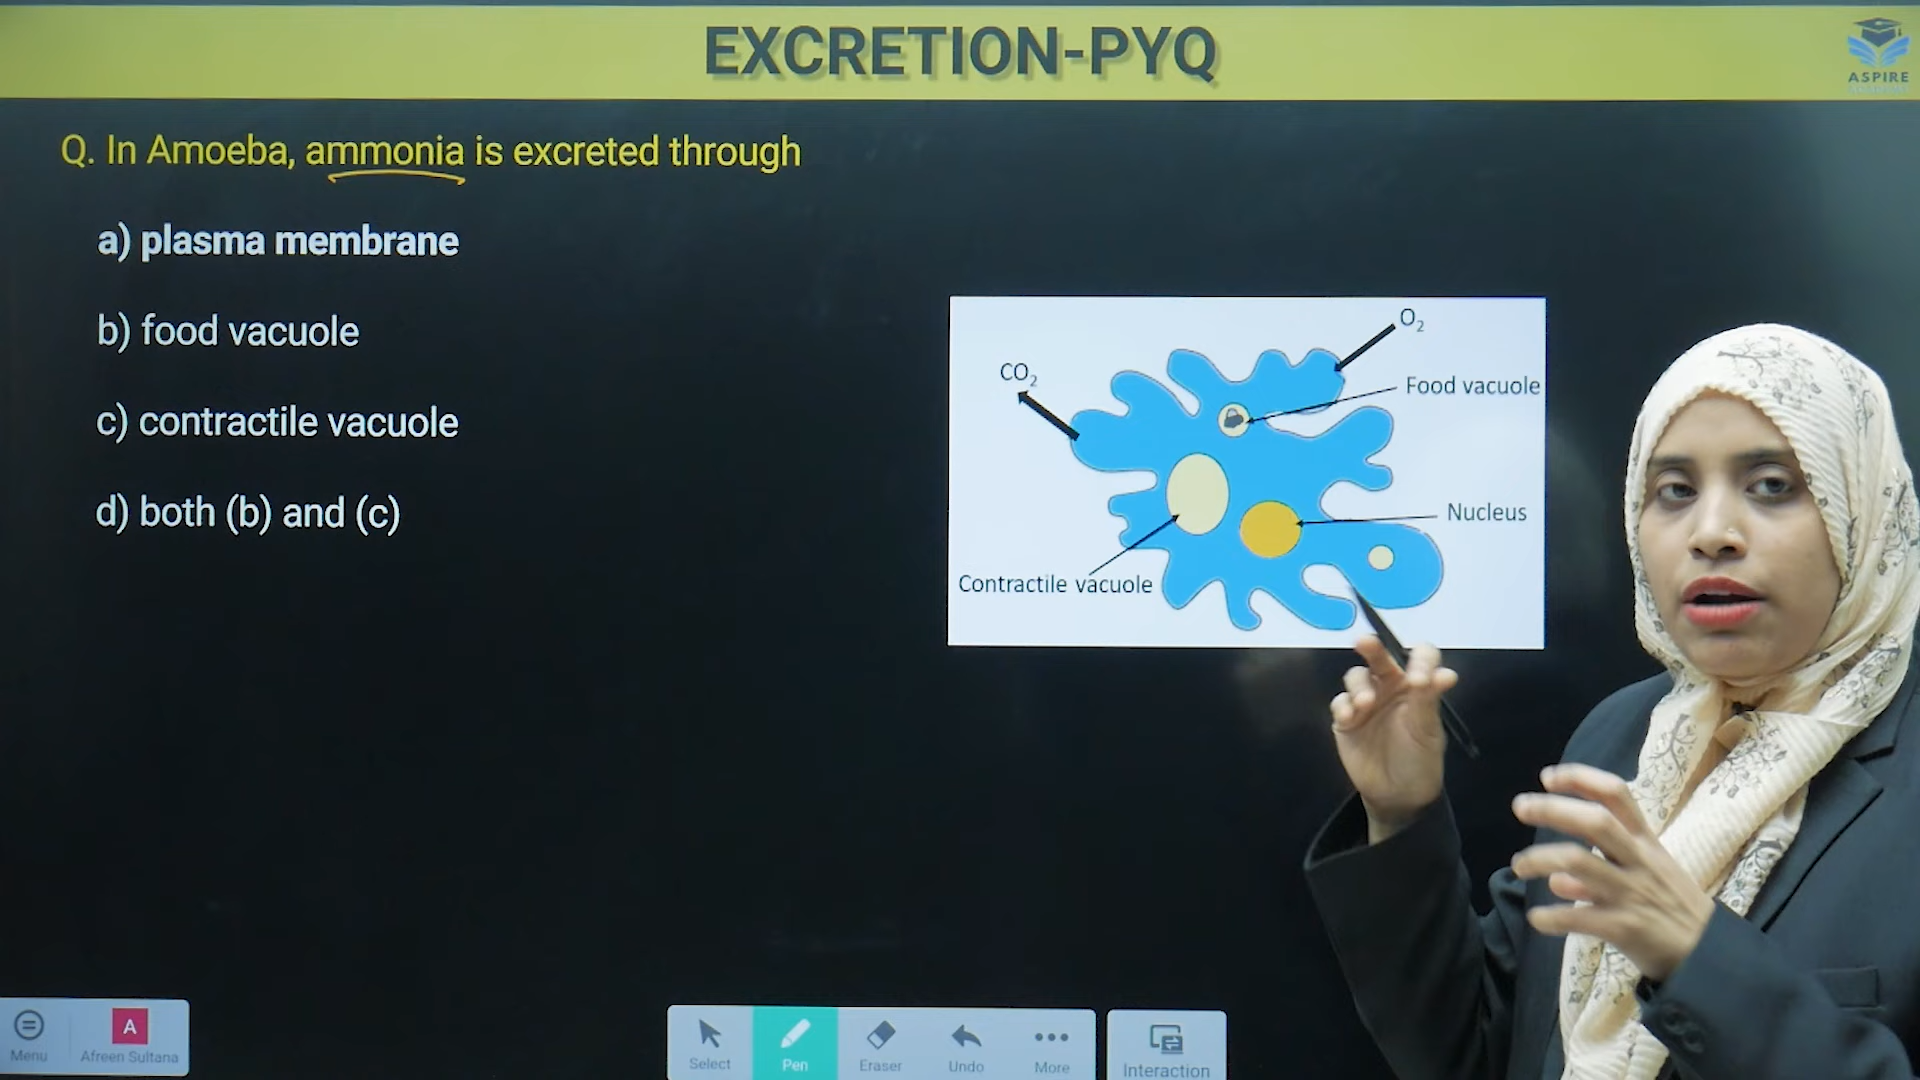 EXCRETION-PYQ
ASPIRE
Q. In Amoeba, ammonia is excreted through
a) plasma membrane
b) food vacuole
c) contractile vacuole
d) both (b) and (c)
O2
CO2
Food vacuole
Nucleus
Contractile vacuole
Menu
A
Afreen Sultana
Select
Pen
Eraser
Undo
More
Interaction